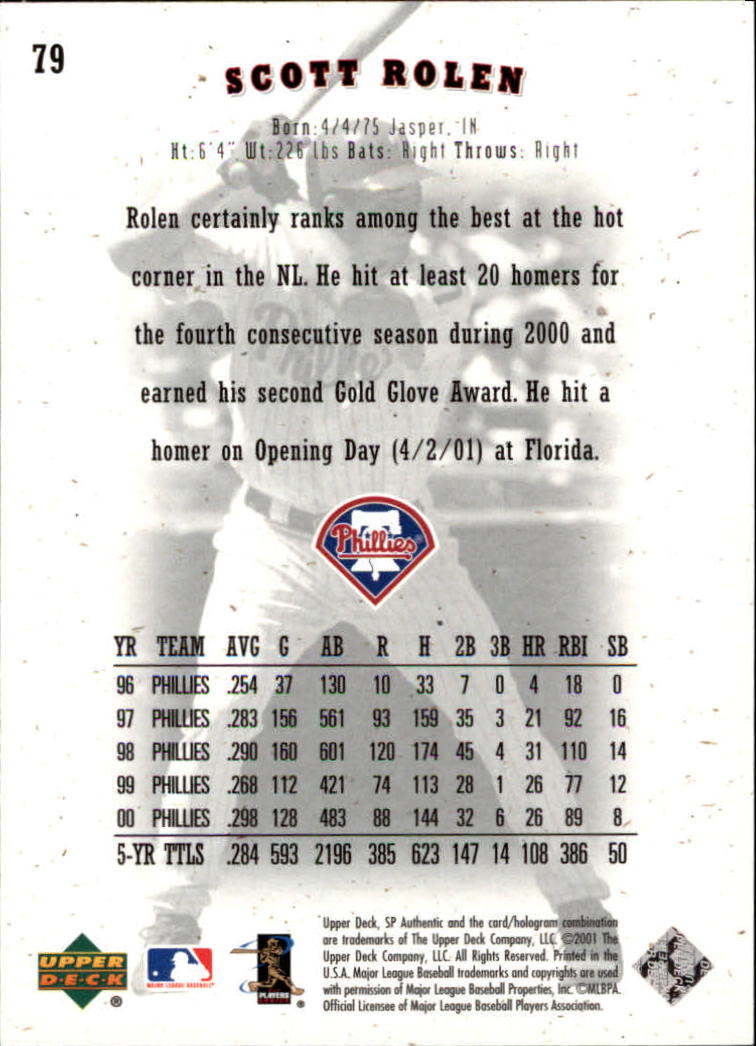 79
SCOTT ROLEN
Born:4/4/75 Jasper, IN
Ht:6'4" Wt:226 lbs Bats: Right Throws: Right
Rolen certainly ranks among the best at the hot
corner in the NL. He hit at least 20 homers for
the fourth consecutive season during 2000 and
earned his second Gold Glove Award. He hit a
homer on Opening Day (4/2/01) at Florida.
Phillies
Phillies
YR TEAM AVG G AB R H 2B 3B HR RBI SB
96 PHILLIES .254 37 130 10 33 7 0 4 18 0
97 PHILLIES .283 156 561 93 159 35 3 21 92 16
98 PHILLIES .290 160 601 120 174 45 4 31 110 14
99 PHILLIES .268 112 421 74 113 28 1 26 77 12
00 PHILLIES .298 128 483 88 144 32 6 26 89 8
5-YR TTLS .284 593 2196 385 623 147 14 108 386 50
UPPER
D·E·C·K
®
MAJOR LEAGUE BASEBALL
PLAYERS
®
Upper Deck, SP Authentic and the card/hologram combination
are trademarks of The Upper Deck Company, LLC. ©2001 The
Upper Deck Company, LLC. All Rights Reserved. Printed in the
U.S.A. Major League Baseball trademarks and copyrights are used
with permission of Major League Baseball Properties, Inc. ©MLBPA.
Official Licensee of Major League Baseball Players Association.